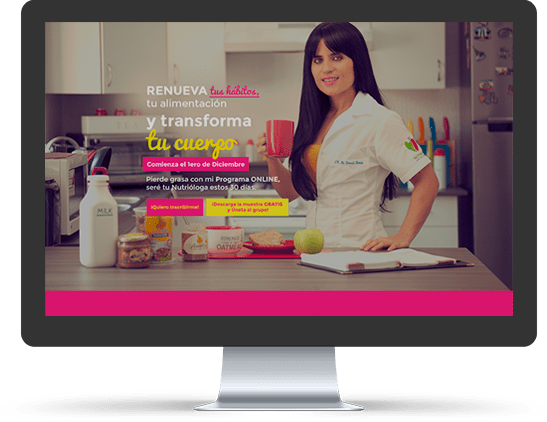 RENUEVA tus hábitos,
tu alimentación
y transforma
tu cuerpo
Comienza el 1ero de Diciembre
Pierde grasa con mi Programa ONLINE,
seré tu Nutrióloga estos 30 días.
¡Quiero inscribirme!
¡Descarga la muestra GRATIS
y únete al grupo!
MILK
OATMEAL